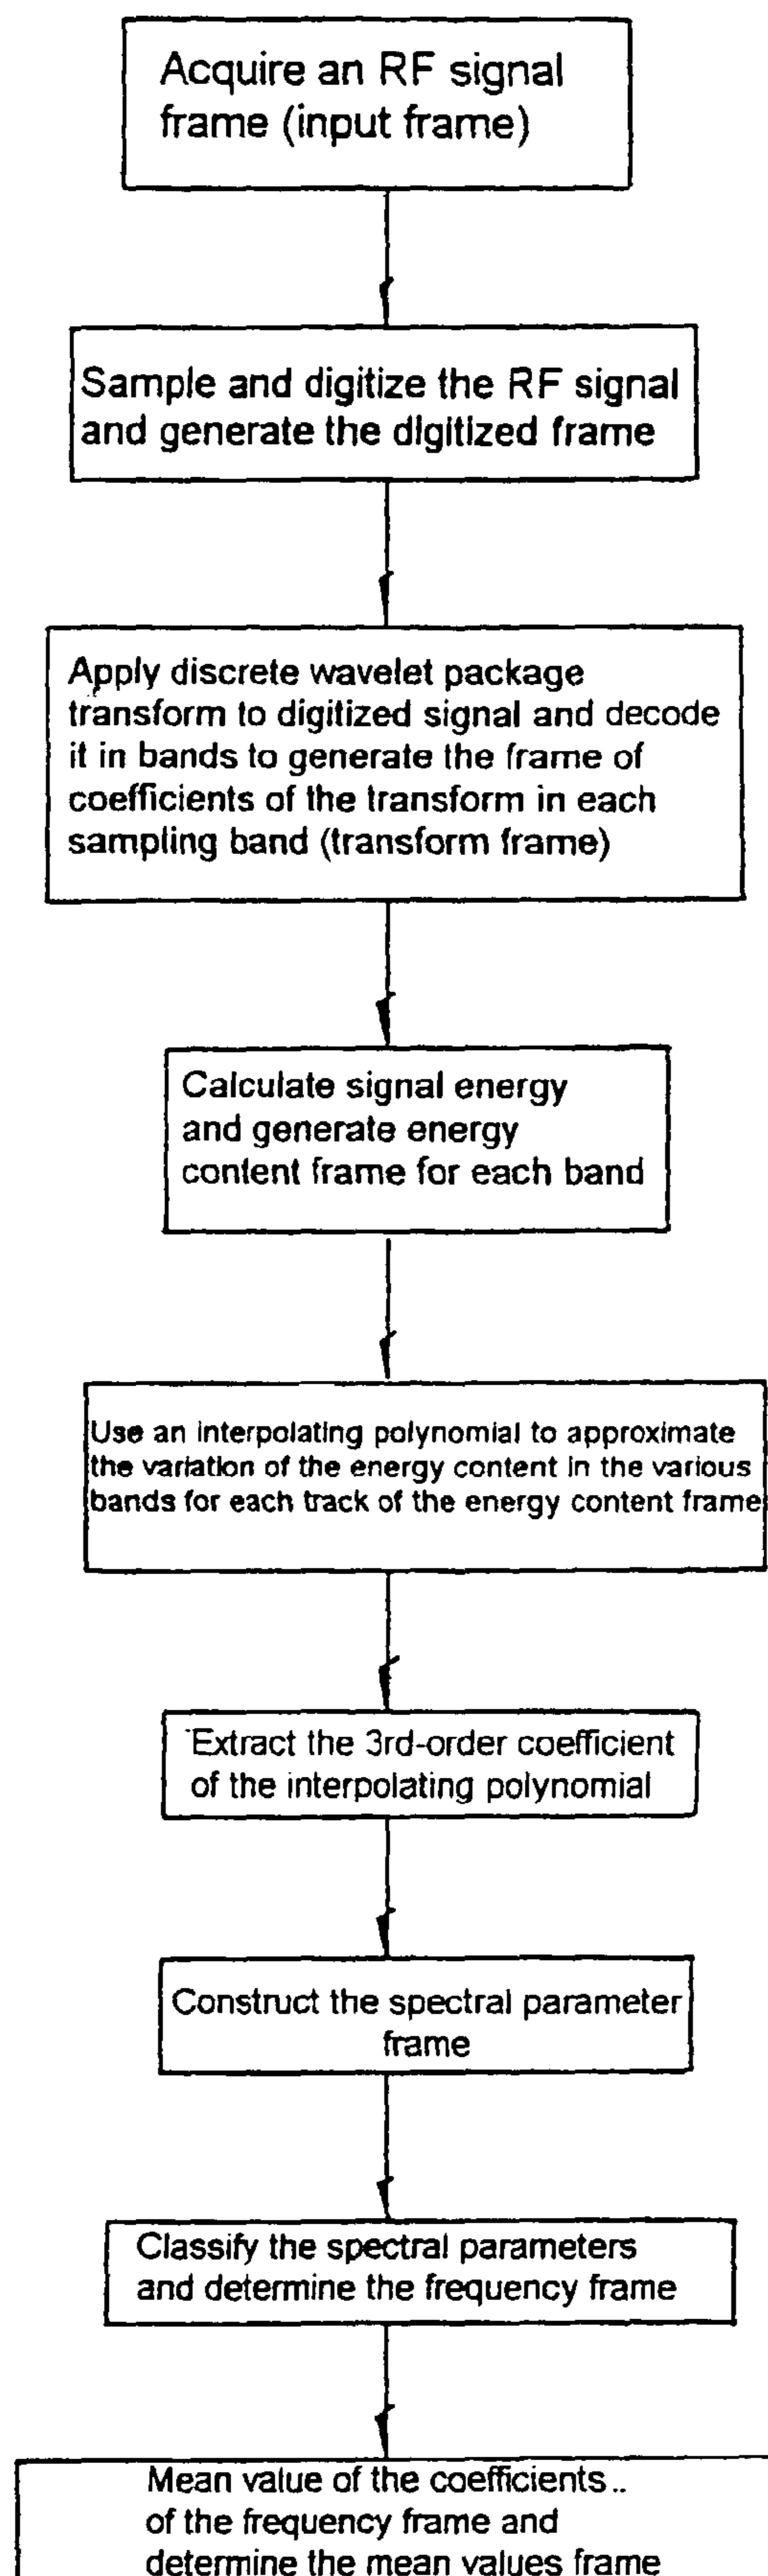 Acquire an RF signal
frame (input frame)
Sample and digitize the RF signal
and generate the digitized frame
Apply discrete wavelet package
transform to digitized signal and decode
it in bands to generate the frame of
coefficients of the transform in each
sampling band (transform frame)
Calculate signal energy
and generate energy
content frame for each band
Use an interpolating polynomial to approximate
the variation of the energy content in the various
bands for each track of the energy content frame
Extract the 3rd-order coefficient
of the interpolating polynomial
Construct the spectral parameter
frame
Classify the spectral parameters
and determine the frequency frame
Mean value of the coefficients..
of the frequency frame and
determine the mean values frame